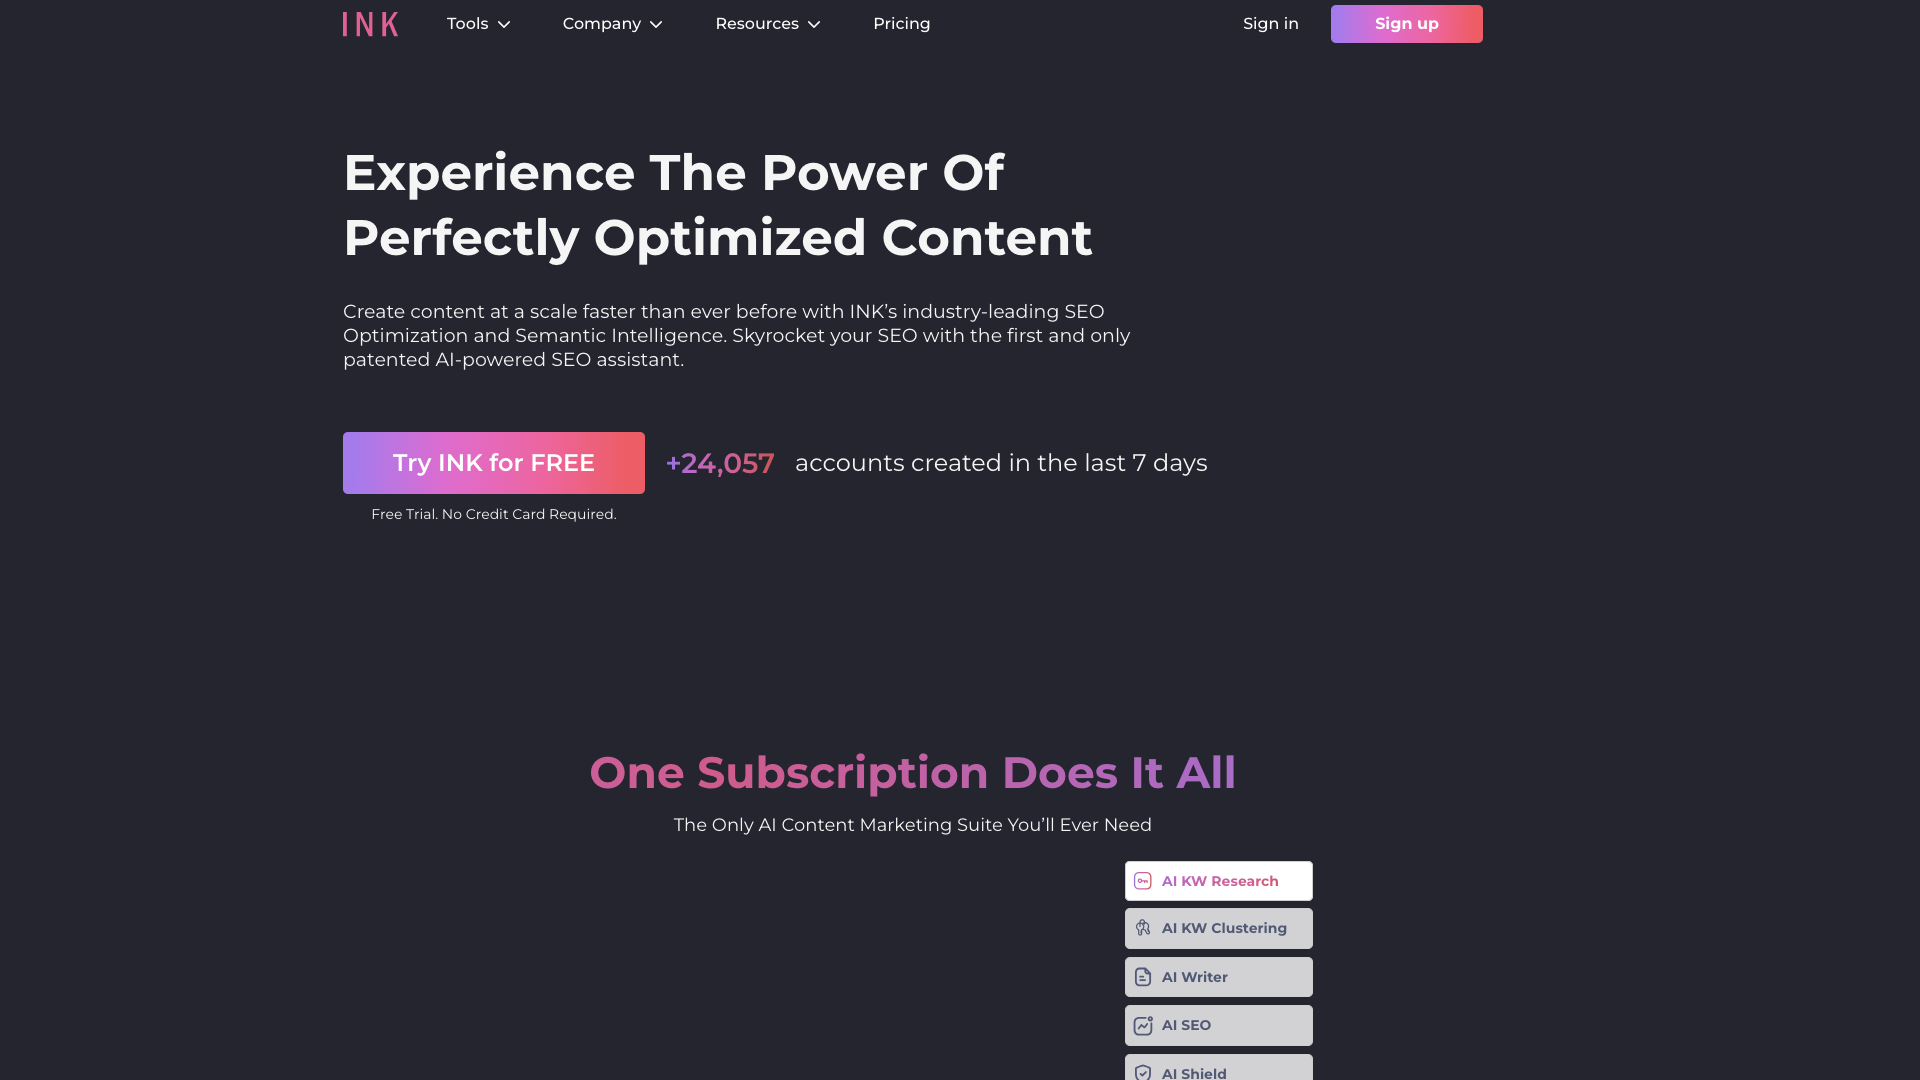 INK
Tools
Company
Resources
Pricing
Sign in
Sign up
Experience The Power Of
Perfectly Optimized Content
Create content at a scale faster than ever before with INK’s industry-leading SEO
Optimization and Semantic Intelligence. Skyrocket your SEO with the first and only
patented AI-powered SEO assistant.
Try INK for FREE
+24,057 accounts created in the last 7 days
Free Trial. No Credit Card Required.
One Subscription Does It All
The Only AI Content Marketing Suite You’ll Ever Need
AI KW Research
AI KW Clustering
AI Writer
AI SEO
AI Shield